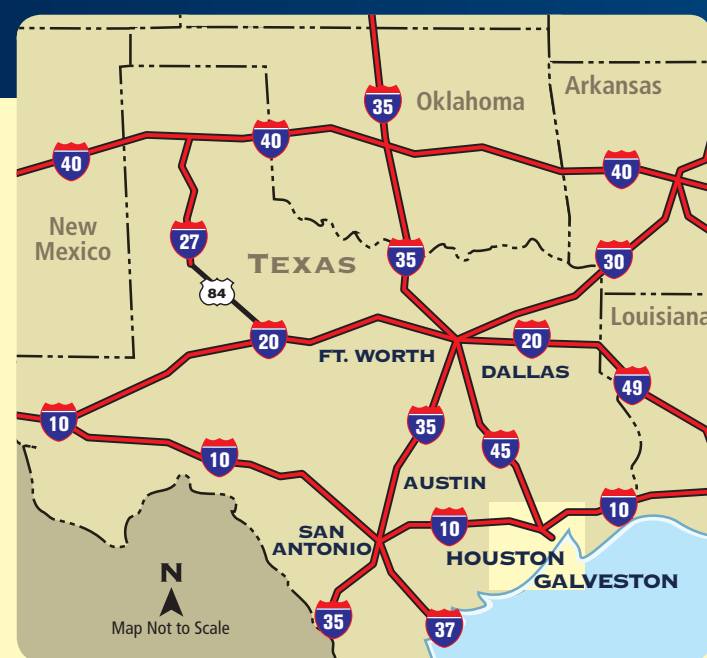 35
Oklahoma
Arkansas
40
40
40
New
Mexico
27
TEXAS
35
30
84
Louisiana
20
FT. WORTH
20
DALLAS
49
10
35
45
10
AUSTIN
10
SAN
ANTONIO
10
HOUSTON
GALVESTON
N
Map Not to Scale
35
37